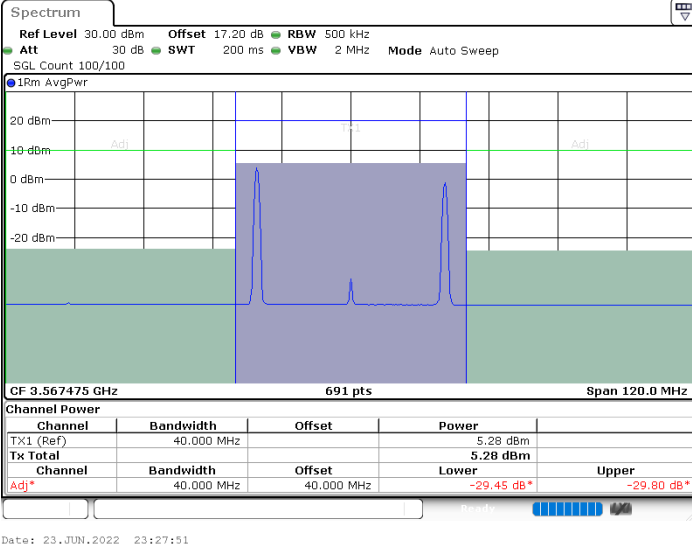 Spectrum
Ref Level 30.00 dBm Offset 17.20 dB RBW 500 kHz
Att 30 dB SWT 200 ms VBW 2 MHz Mode Auto Sweep
SGL Count 100/100
1Rm AvgPwr
20 dBm
TX1
Adj Adj
10 dBm
0 dBm
-10 dBm
-20 dBm
CF 3.567475 GHz 691 pts Span 120.0 MHz
Channel Power
Channel Bandwidth Offset Power
TX1 (Ref) 40.000 MHz 5.28 dBm
Tx Total 5.28 dBm
Channel Bandwidth Offset Lower Upper
Adj* 40.000 MHz 40.000 MHz -29.45 dB* -29.80 dB*
Ready
Date: 23.JUN.2022 23:27:51